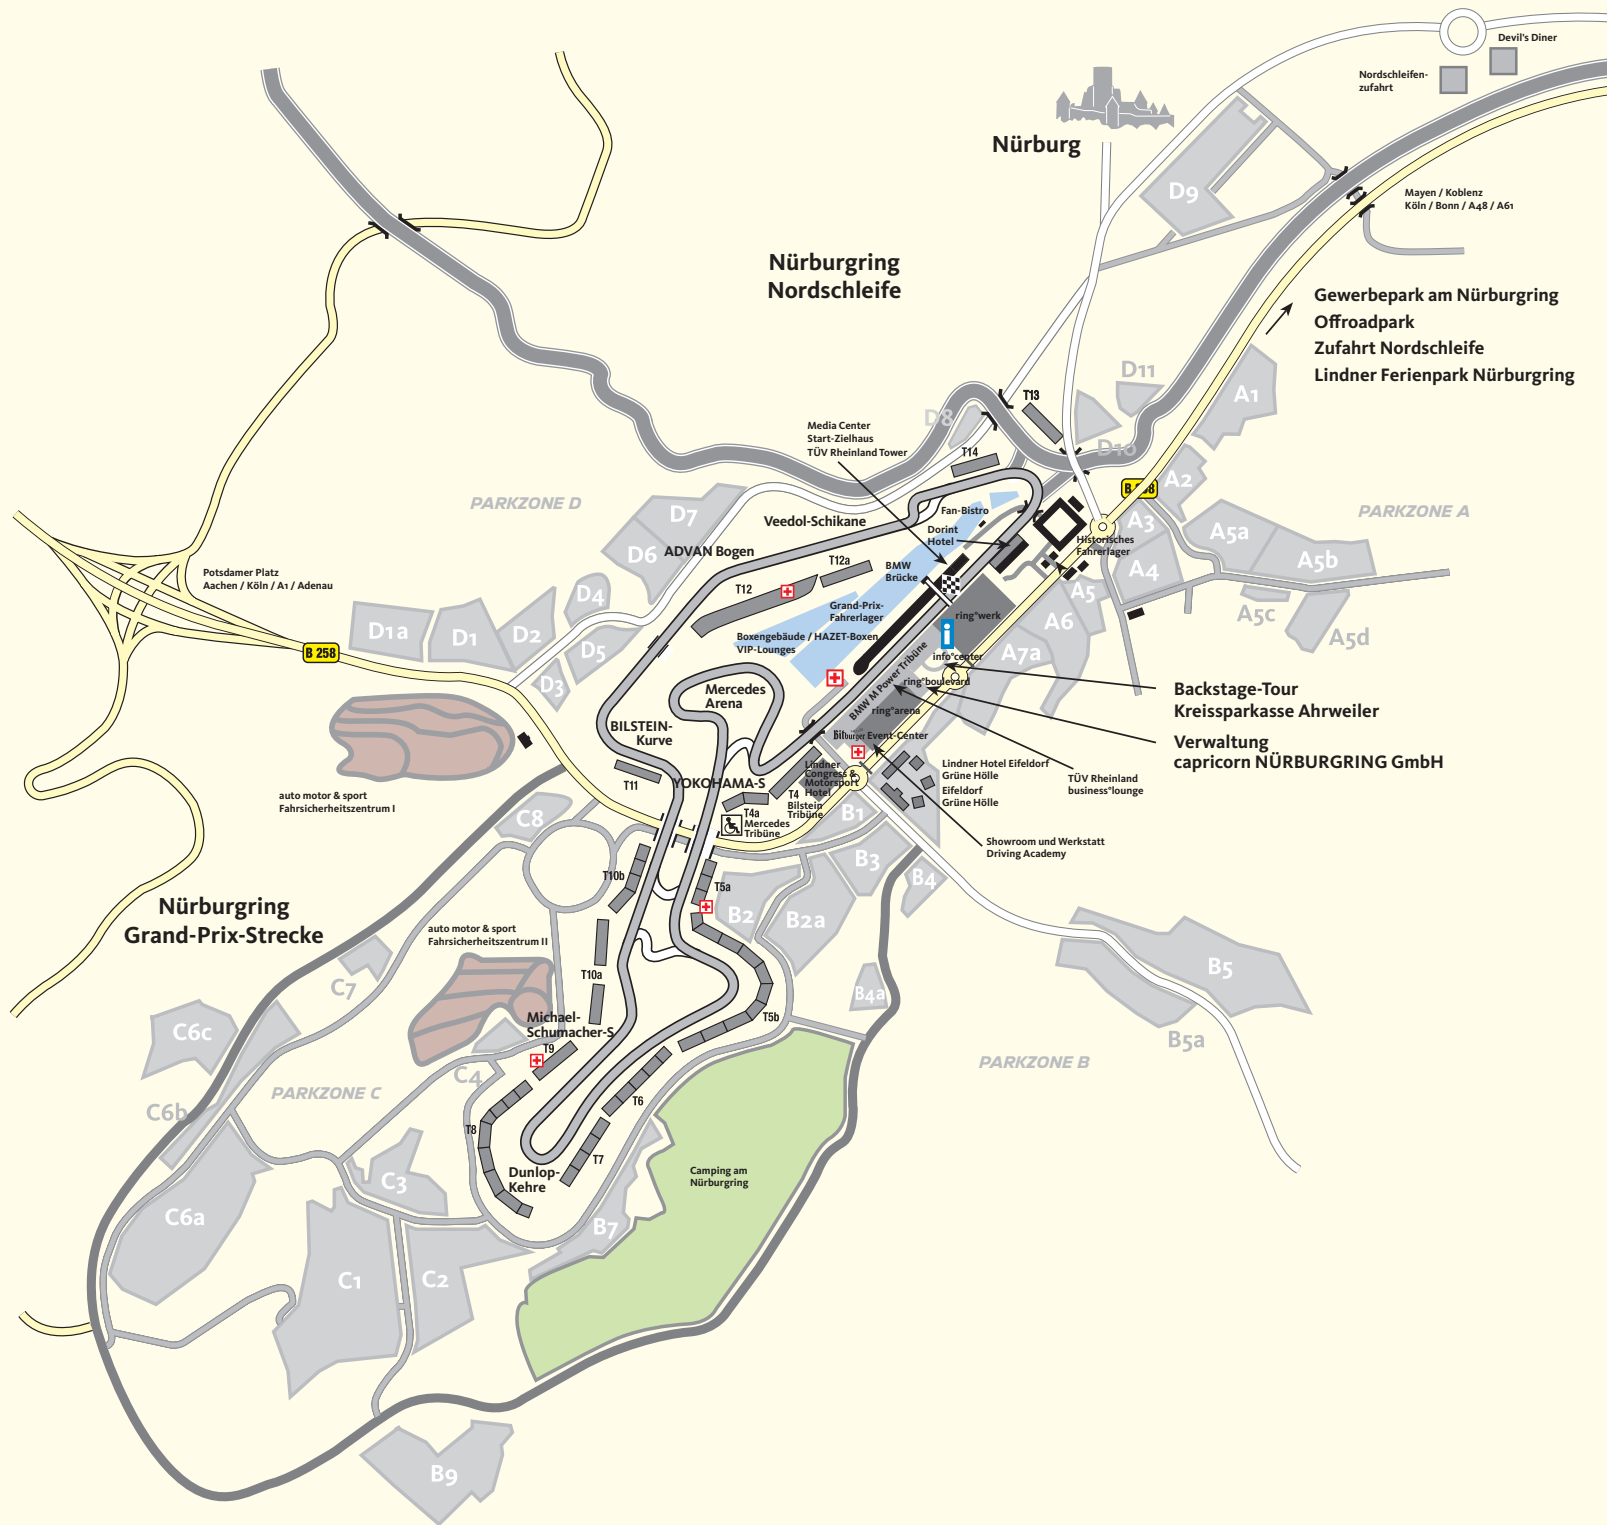 Devil's Diner
Nordschleifen-
zufahrt
Nürburg
D9
Mayen / Koblenz
Köln / Bonn / A48 / A61
Nürburgring
Nordschleife
Gewerbepark am Nürburgring
Offroadpark
Zufahrt Nordschleife
Lindner Ferienpark Nürburgring
D11
A1
T13
D8
D10
Media Center
Start-Zielhaus
TÜV Rheinland Tower
T14
A2
PARKZONE D
PARKZONE A
D7
Veedol-Schikane
Fan-Bistro
A3
Dorint
Hotel
Historisches
Fahrerlager
A5a
A5b
D6
ADVAN Bogen
T12a
BMW
Brücke
A4
Potsdamer Platz
Aachen / Köln / A1 / Adenau
T12
D4
A5
A5c
A5d
Grand-Prix-
Fahrerlager
ring°werk
A6
D1a
D1
D2
Boxengebäude / HAZET-Boxen
VIP-Lounges
B 258
D5
info°center
A7a
D3
Mercedes
Arena
BMW M Power Tribüne
ring°boulevard
ring°arena
Backstage-Tour
Kreissparkasse Ahrweiler
BILSTEIN-
Kurve
Bitburger Event-Center
Verwaltung
capricorn NÜRBURGRING GmbH
Lindner
Congress &
Motorsport
Hotel
Lindner Hotel Eifeldorf
Grüne Hölle
Eifeldorf
Grüne Hölle
TÜV Rheinland
business°lounge
T11
YOKOHAMA-S
T4
Bilstein
Tribüne
auto motor & sport
Fahrsicherheitszentrum I
T4a
Mercedes
Tribüne
B1
C8
Showroom und Werkstatt
Driving Academy
B3
B4
T10b
T5a
Nürburgring
Grand-Prix-Strecke
B2
B2a
auto motor & sport
Fahrsicherheitszentrum II
T10a
C7
B5
B4a
T5b
Michael-
Schumacher-S
C6c
B5a
T9
PARKZONE B
C4
PARKZONE C
C6b
T6
T8
T7
Dunlop-
Kehre
Camping am
Nürburgring
C3
C6a
B7
C1
C2
B9